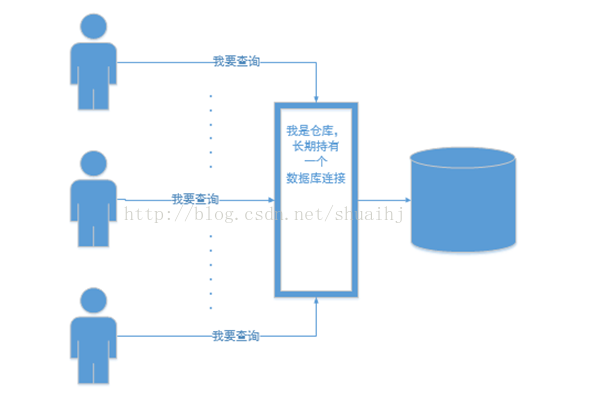 我要查询
我是仓库，
长期持有
一个
数据库连接
我要查询
http://blog.csdn.net/shuaihj
我要查询